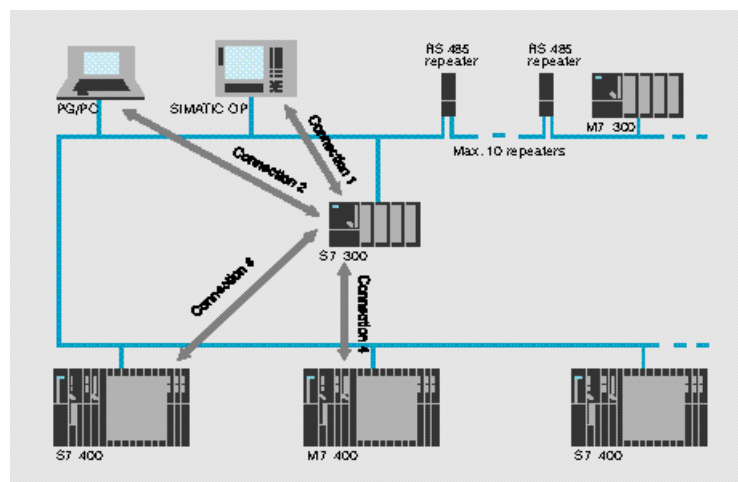 RS 485
repeater
RS 485
repeater
PG/PC
SIMATIC OP
M7 300
Max. 10 repeaters
Connection 1
Connection 2
S7 300
Connection
Connection 4
S7 400
M7 400
S7 400